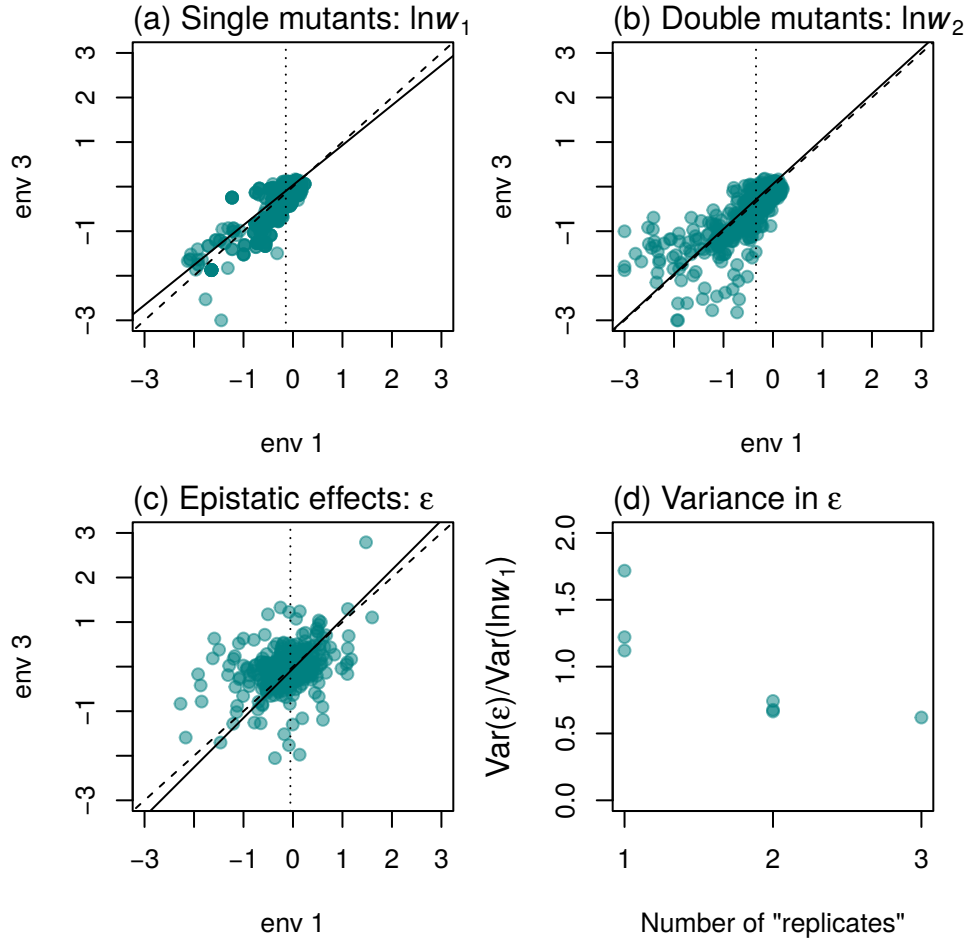 (a) Single mutants: lnw₁
env 3
3
1
−1
−3
−3 −1 0 1 2 3
env 1
(b) Double mutants: lnw₂
env 3
3
1
−1
−3
−3 −1 0 1 2 3
env 1
(c) Epistatic effects: ε
env 3
3
1
−1
−3
−3 −1 0 1 2 3
env 1
(d) Variance in ε
Var(ε)/Var(lnw₁)
2.0
1.5
1.0
0.5
0.0
1 2 3
Number of "replicates"